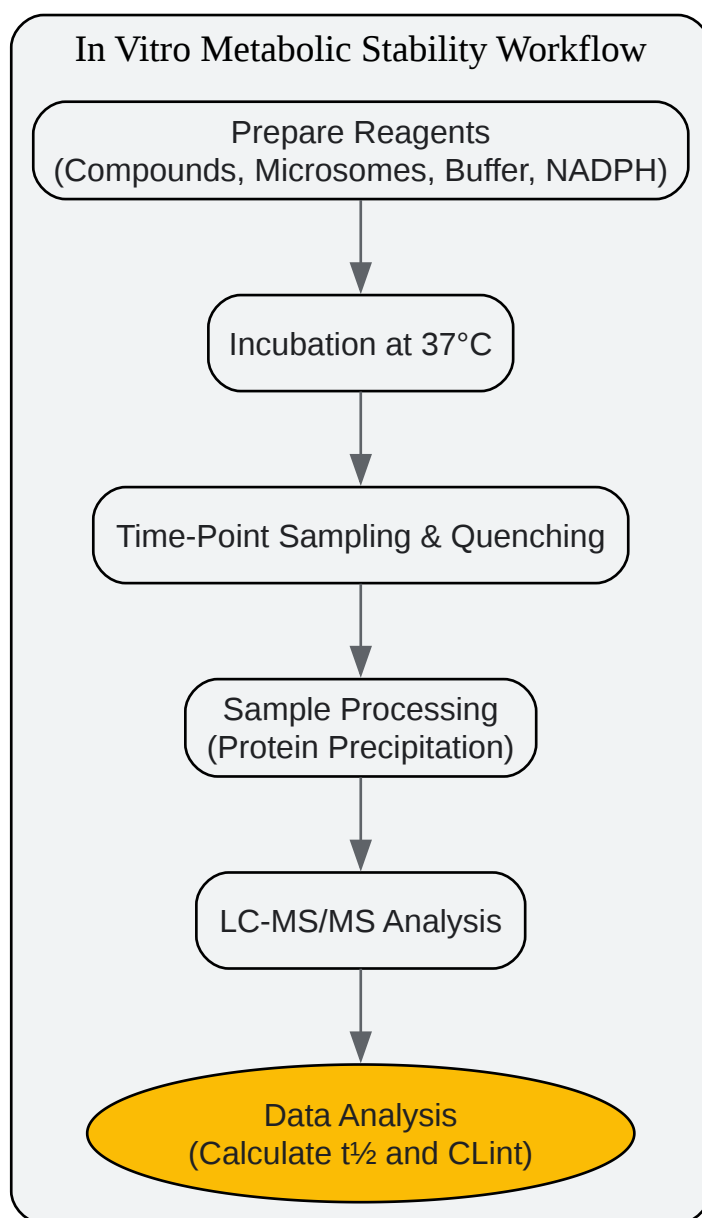 In Vitro Metabolic Stability Workflow
Prepare Reagents
(Compounds, Microsomes, Buffer, NADPH)
Incubation at 37°C
Time-Point Sampling & Quenching
Sample Processing
(Protein Precipitation)
LC-MS/MS Analysis
Data Analysis
(Calculate t½ and CLint)